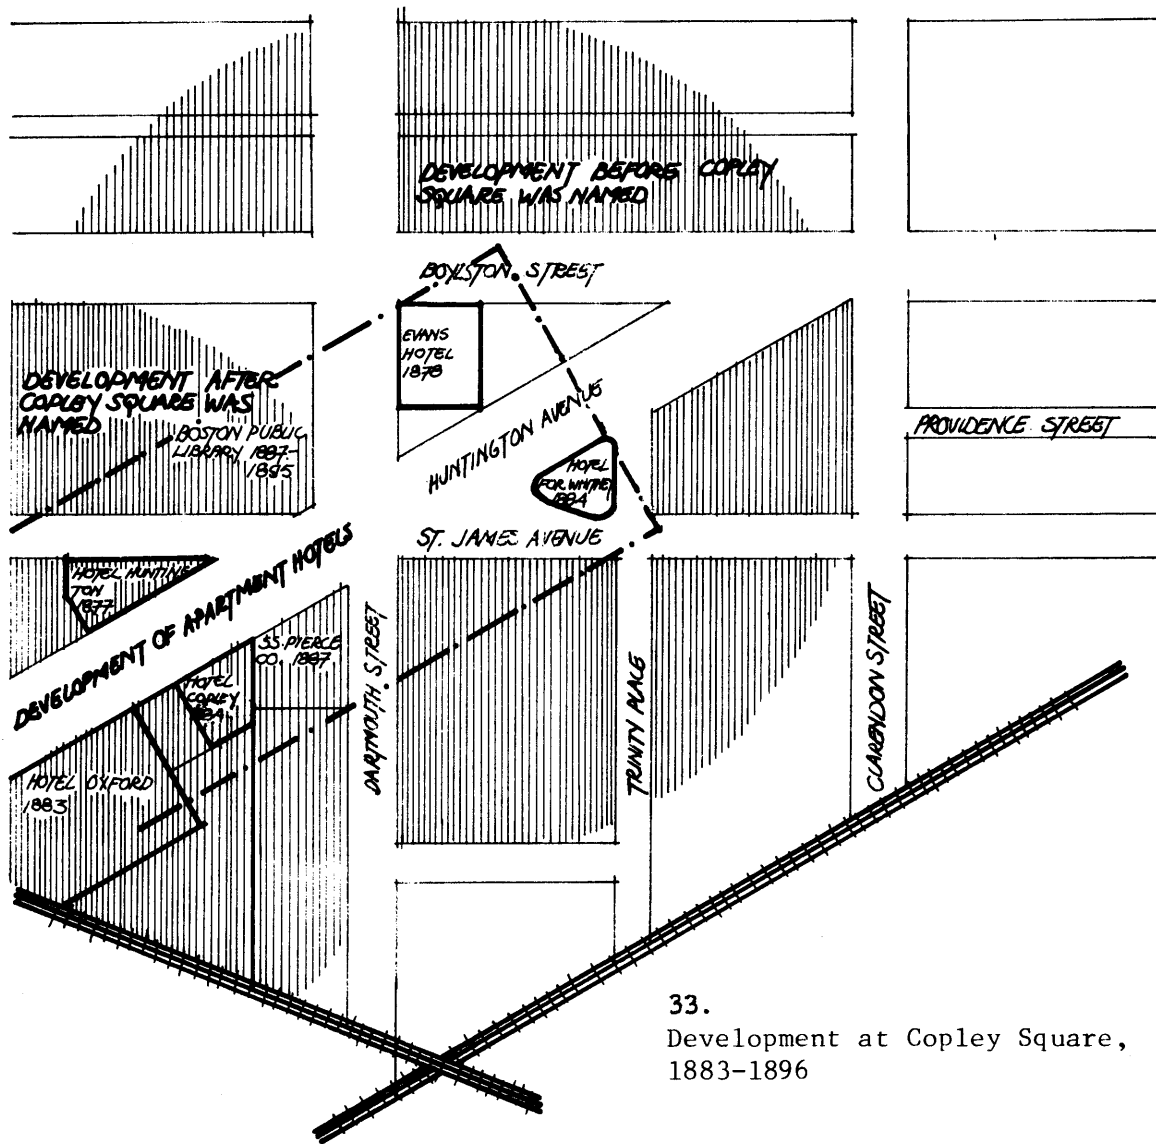 DEVELOPMENT BEFORE COPLEY
SQUARE WAS NAMED
BOYLSTON STREET
EVANS
HOTEL
1878
DEVELOPMENT AFTER
COPLEY SQUARE WAS
NAMED
BOSTON PUBLIC
LIBRARY 1887-
1895
HUNTINGTON AVENUE
PROVIDENCE STREET
HOTEL
FOR WHITNEY
1884
ST. JAMES AVENUE
HOTEL HUNTING
TON
1877
DEVELOPMENT OF APARTMENT HOTELS
S.S. PIERCE
CO. 1887
HOTEL
COPLEY
HOTEL OXFORD
1883
DARTMOUTH STREET
TRINITY PLACE
CLARENDON STREET
33.
Development at Copley Square,
1883-1896